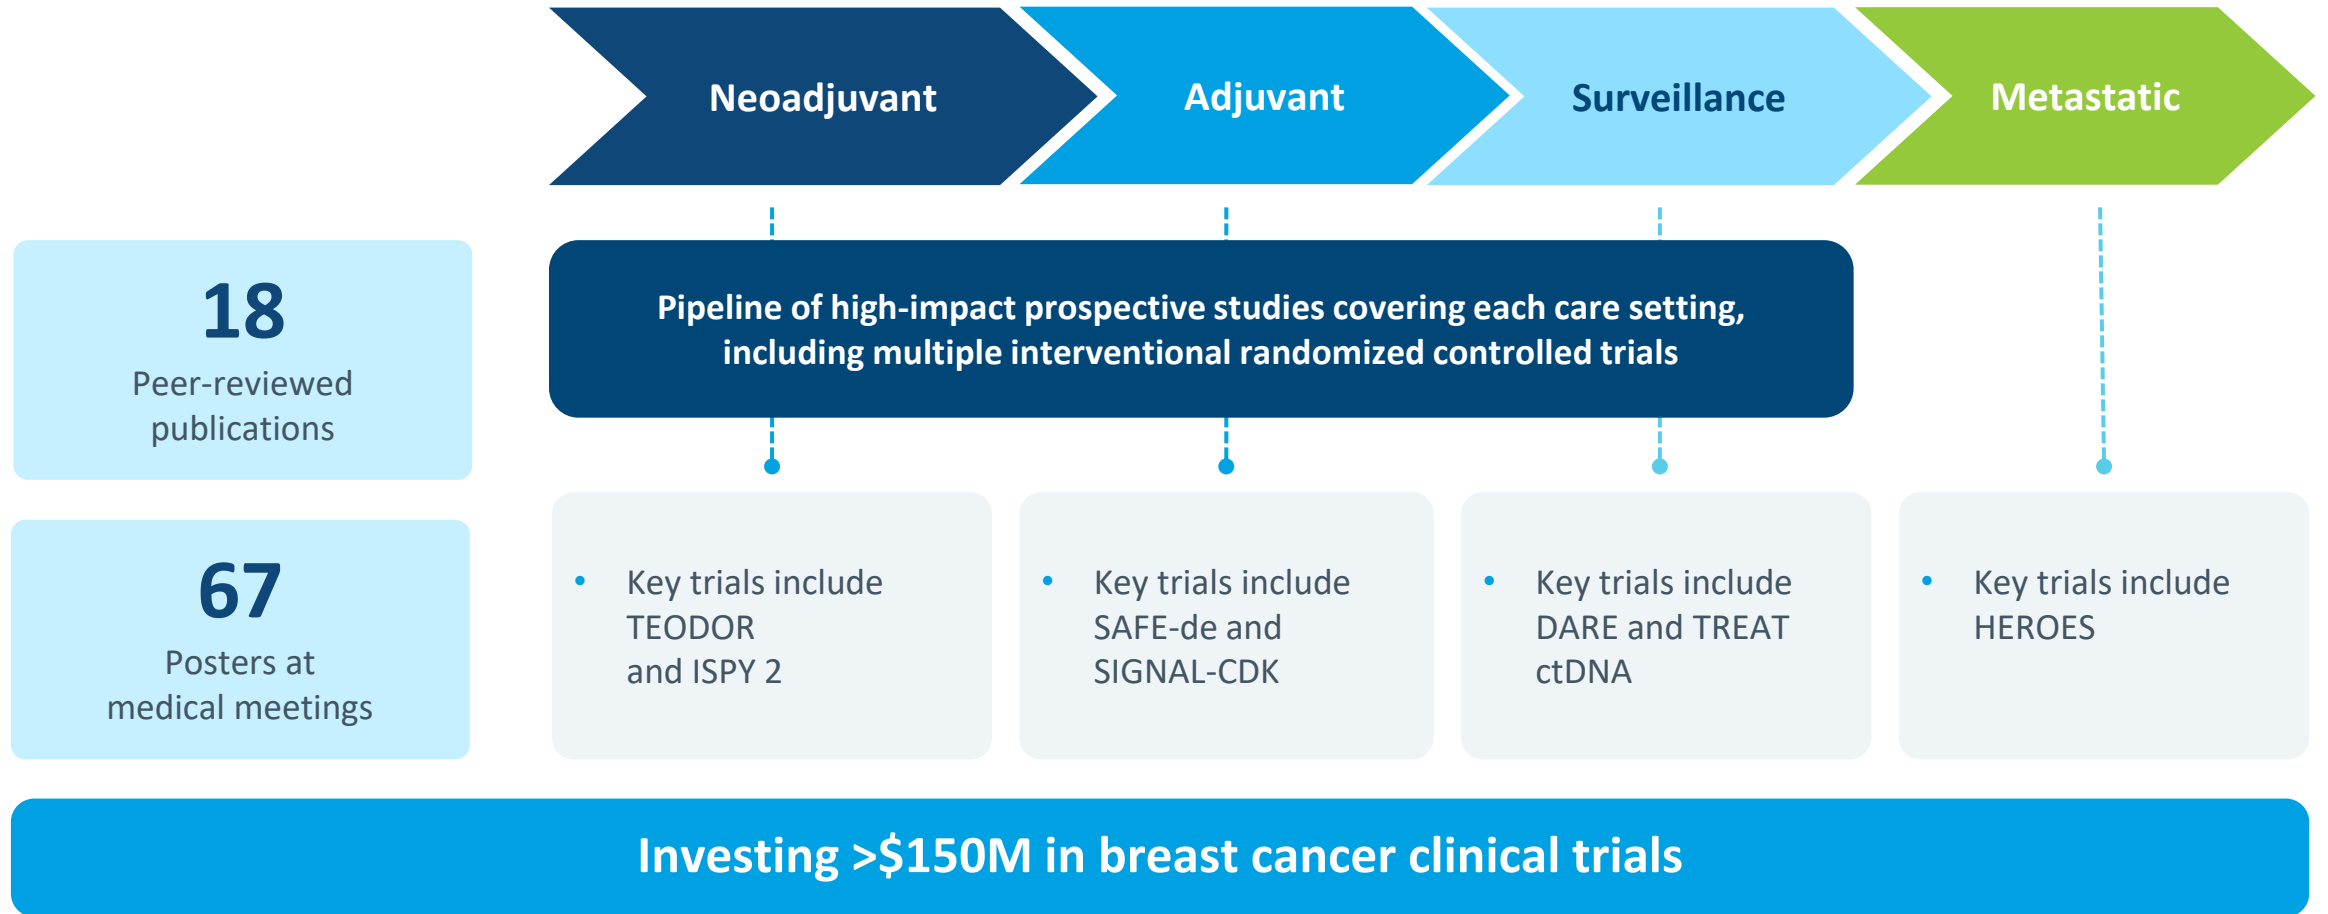 Neoadjuvant
Adjuvant
Surveillance
Metastatic
18
Peer-reviewed
publications
67
Posters at
medical meetings
Pipeline of high-impact prospective studies covering each care setting,
including multiple interventional randomized controlled trials
• Key trials include
TEODOR
and ISPY 2
• Key trials include
SAFE-de and
SIGNAL-CDK
• Key trials include
DARE and TREAT
ctDNA
• Key trials include
HEROES
Investing >$150M in breast cancer clinical trials